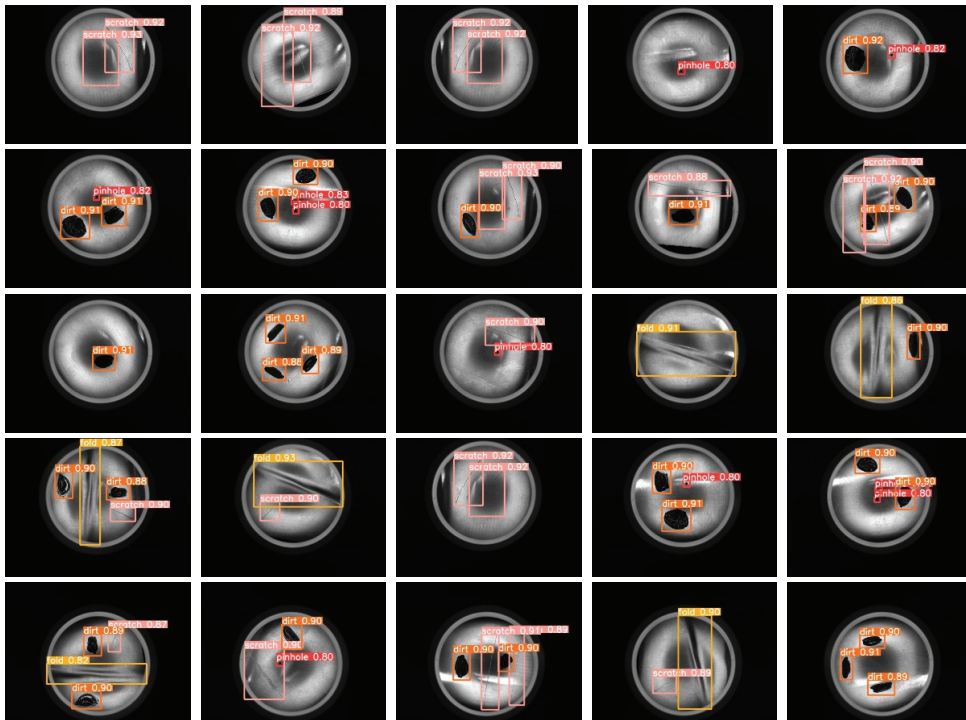 scratch 0.92
scratch 0.93
scratch 0.89
scratch 0.92
scratch 0.92
scratch 0.92
pinhole 0.80
dirt 0.92
pinhole 0.82
pinhole 0.82
dirt 0.91
dirt 0.91
dirt 0.90
dirt 0.90
pinhole 0.83
pinhole 0.80
scratch 0.90
scratch 0.93
dirt 0.90
scratch 0.88
dirt 0.91
scratch 0.90
scratch 0.92
dirt 0.90
dirt 0.89
dirt 0.91
dirt 0.91
dirt 0.89
dirt 0.88
scratch 0.90
pinhole 0.80
fold 0.91
fold 0.86
dirt 0.90
fold 0.87
dirt 0.90
dirt 0.88
scratch 0.90
fold 0.93
scratch 0.90
scratch 0.92
scratch 0.92
dirt 0.90
pinhole 0.80
dirt 0.91
dirt 0.90
dirt 0.90
pinhole 0.80
scratch 0.87
dirt 0.89
fold 0.82
dirt 0.90
dirt 0.90
scratch 0.90
pinhole 0.80
scratch 0.91
0.89
dirt 0.90
dirt 0.90
fold 0.90
scratch 0.89
dirt 0.90
dirt 0.91
dirt 0.89